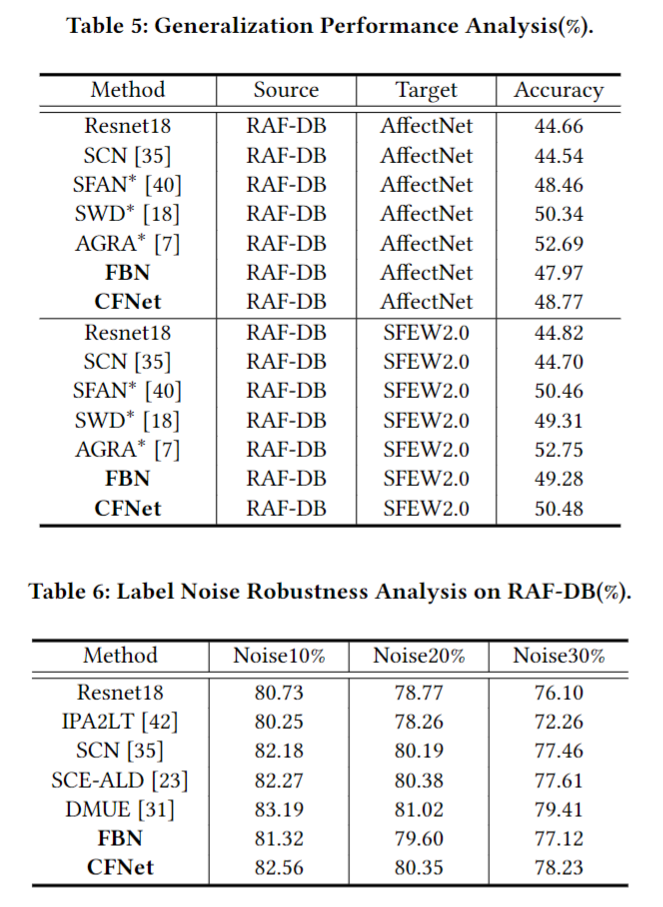 Table 5: Generalization Performance Analysis(%).
Method Source Target Accuracy
Resnet18 RAF-DB AffectNet 44.66
SCN [35] RAF-DB AffectNet 44.54
SFAN* [40] RAF-DB AffectNet 48.46
SWD* [18] RAF-DB AffectNet 50.34
AGRA* [7] RAF-DB AffectNet 52.69
FBN RAF-DB AffectNet 47.97
CFNet RAF-DB AffectNet 48.77
Resnet18 RAF-DB SFEW2.0 44.82
SCN [35] RAF-DB SFEW2.0 44.70
SFAN* [40] RAF-DB SFEW2.0 50.46
SWD* [18] RAF-DB SFEW2.0 49.31
AGRA* [7] RAF-DB SFEW2.0 52.75
FBN RAF-DB SFEW2.0 49.28
CFNet RAF-DB SFEW2.0 50.48
Table 6: Label Noise Robustness Analysis on RAF-DB(%).
Method Noise10% Noise20% Noise30%
Resnet18 80.73 78.77 76.10
IPA2LT [42] 80.25 78.26 72.26
SCN [35] 82.18 80.19 77.46
SCE-ALD [23] 82.27 80.38 77.61
DMUE [31] 83.19 81.02 79.41
FBN 81.32 79.60 77.12
CFNet 82.56 80.35 78.23